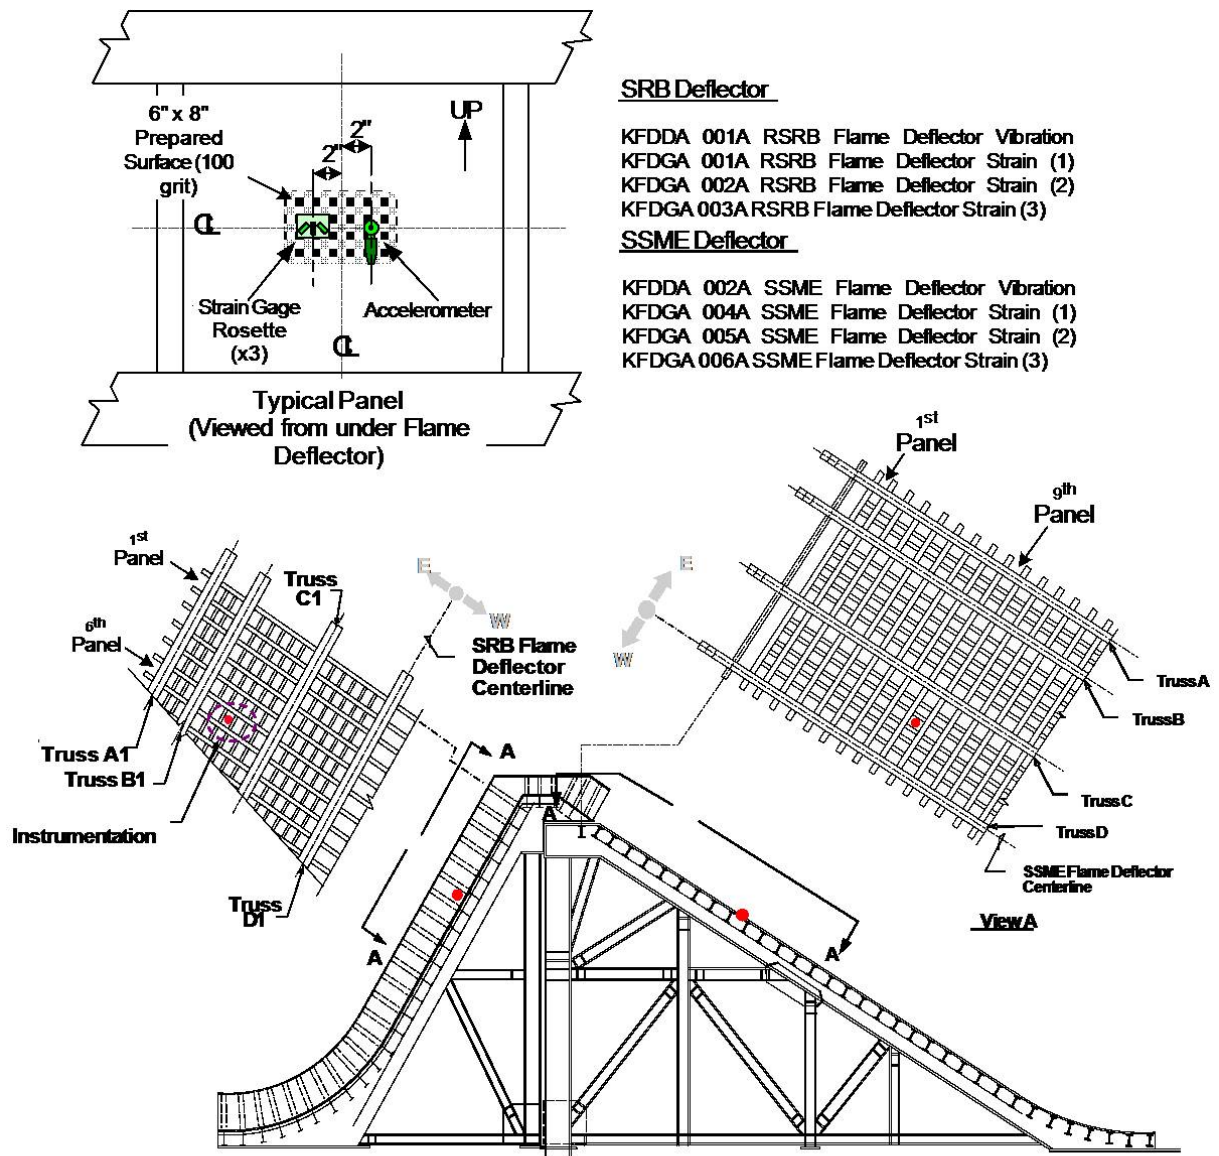 6" x 8"
Prepared
Surface (100
grit)
2"
2"
UP
CL
Strain Gage
Rosette
(x3)
Accelerometer
CL
Typical Panel
(Viewed from under Flame
Deflector)
SRB Deflector
KFDDA 001A RSRB Flame Deflector Vibration
KFDGA 001A RSRB Flame Deflector Strain (1)
KFDGA 002A RSRB Flame Deflector Strain (2)
KFDGA 003A RSRB Flame Deflector Strain (3)
SSME Deflector
KFDDA 002A SSME Flame Deflector Vibration
KFDGA 004A SSME Flame Deflector Strain (1)
KFDGA 005A SSME Flame Deflector Strain (2)
KFDGA 006A SSME Flame Deflector Strain (3)
1st
Panel
9th
Panel
1st
Panel
6th
Panel
Truss
C1
E
W
SRB Flame
Deflector
Centerline
E
W
Truss A1
Truss B1
Instrumentation
Truss
D1
Truss A
Truss B
Truss C
Truss D
SSME Flame Deflector
Centerline
View A
A
A
A
A